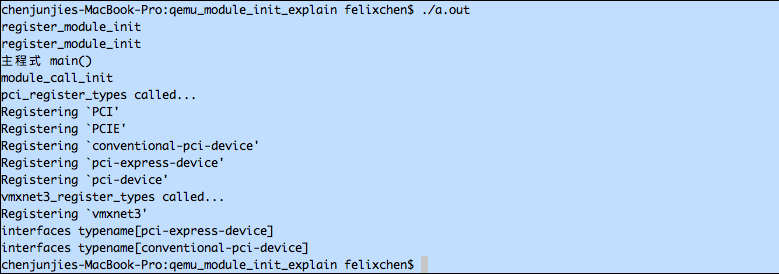 chenjunjies-MacBook-Pro:qemu_module_init_explain felixchen$ ./a.out
register_module_init
register_module_init
主程式 main()
module_call_init
pci_register_types called...
Registering `PCI'
Registering `PCIE'
Registering `conventional-pci-device'
Registering `pci-express-device'
Registering `pci-device'
vmxnet3_register_types called...
Registering `vmxnet3'
interfaces typename[pci-express-device]
interfaces typename[conventional-pci-device]
chenjunjies-MacBook-Pro:qemu_module_init_explain felixchen$